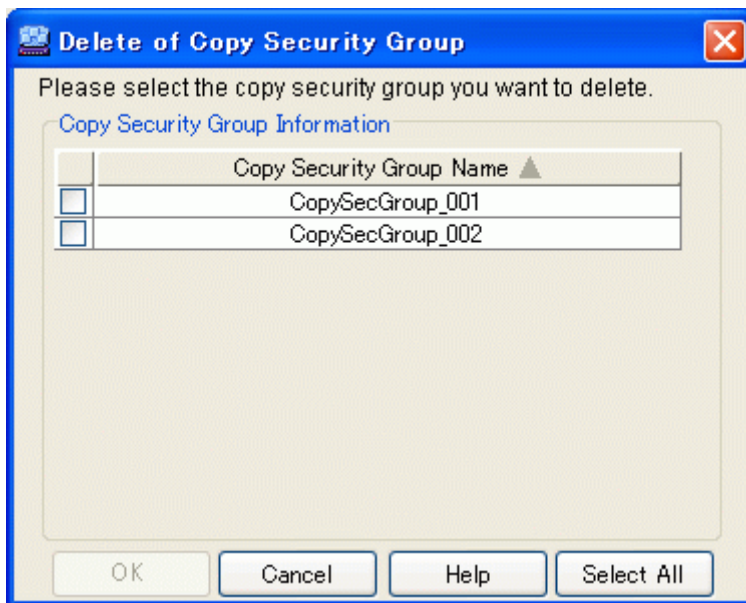 Delete of Copy Security Group
Please select the copy security group you want to delete.
Copy Security Group Information
Copy Security Group Name
CopySecGroup_001
CopySecGroup_002
OK Cancel Help Select All